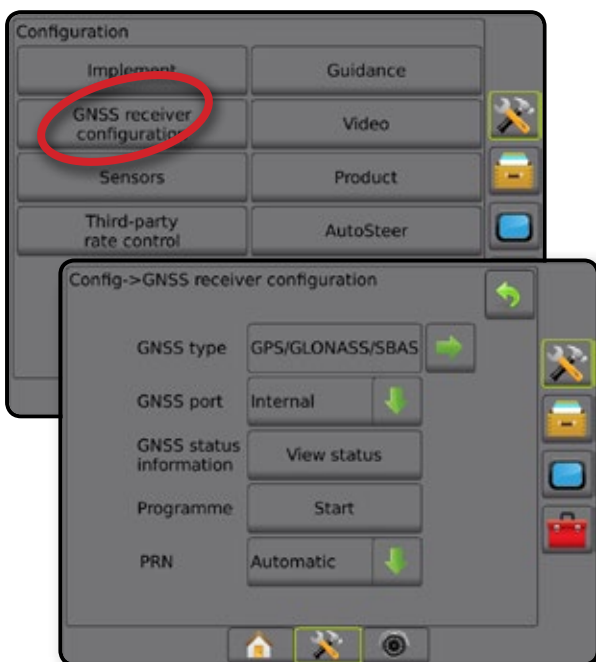 Configuration
Implement
Guidance
GNSS receiver
configuration
Video
Sensors
Product
Third-party
rate control
AutoSteer
Config->GNSS receiver configuration
GNSS type
GPS/GLONASS/SBAS
GNSS port
Internal
GNSS status
information
View status
Programme
Start
PRN
Automatic